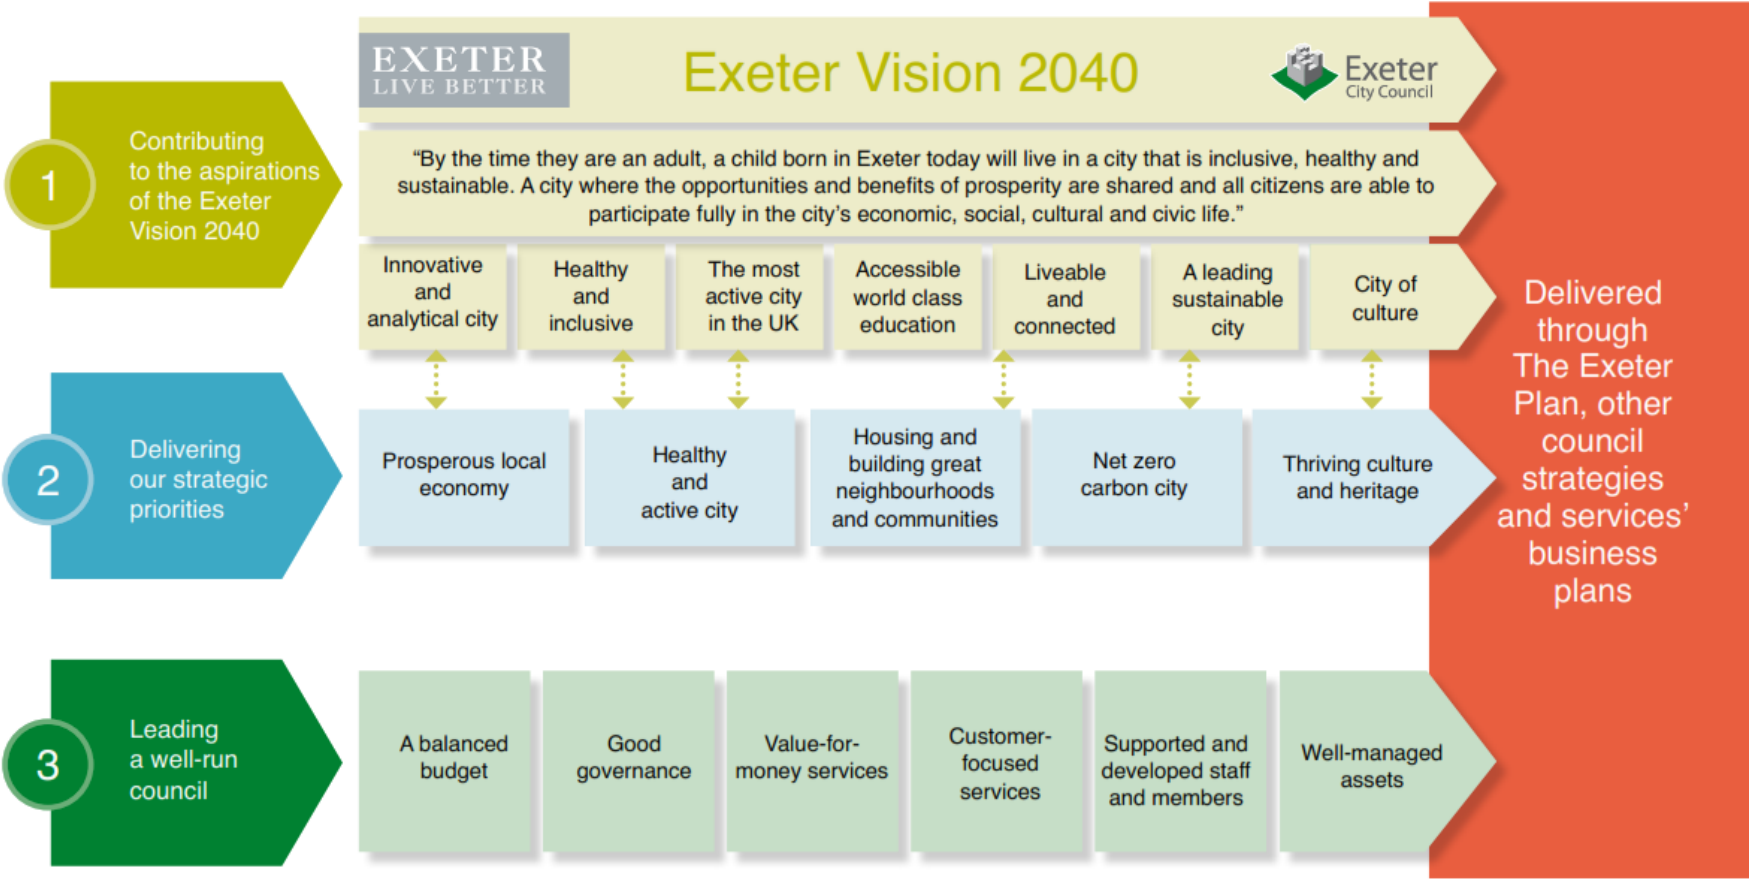 EXETER
LIVE BETTER
Exeter Vision 2040
Exeter
City Council
1
Contributing
to the aspirations
of the Exeter
Vision 2040
“By the time they are an adult, a child born in Exeter today will live in a city that is inclusive, healthy and
sustainable. A city where the opportunities and benefits of prosperity are shared and all citizens are able to
participate fully in the city’s economic, social, cultural and civic life.”
Innovative
and
analytical city
Healthy
and
inclusive
The most
active city
in the UK
Accessible
world class
education
Liveable
and
connected
A leading
sustainable
city
City of
culture
2
Delivering
our strategic
priorities
Prosperous local
economy
Healthy
and
active city
Housing and
building great
neighbourhoods
and communities
Net zero
carbon city
Thriving culture
and heritage
3
Leading
a well-run
council
A balanced
budget
Good
governance
Value-for-
money services
Customer-
focused
services
Supported and
developed staff
and members
Well-managed
assets
Delivered
through
The Exeter
Plan, other
council
strategies
and services’
business
plans